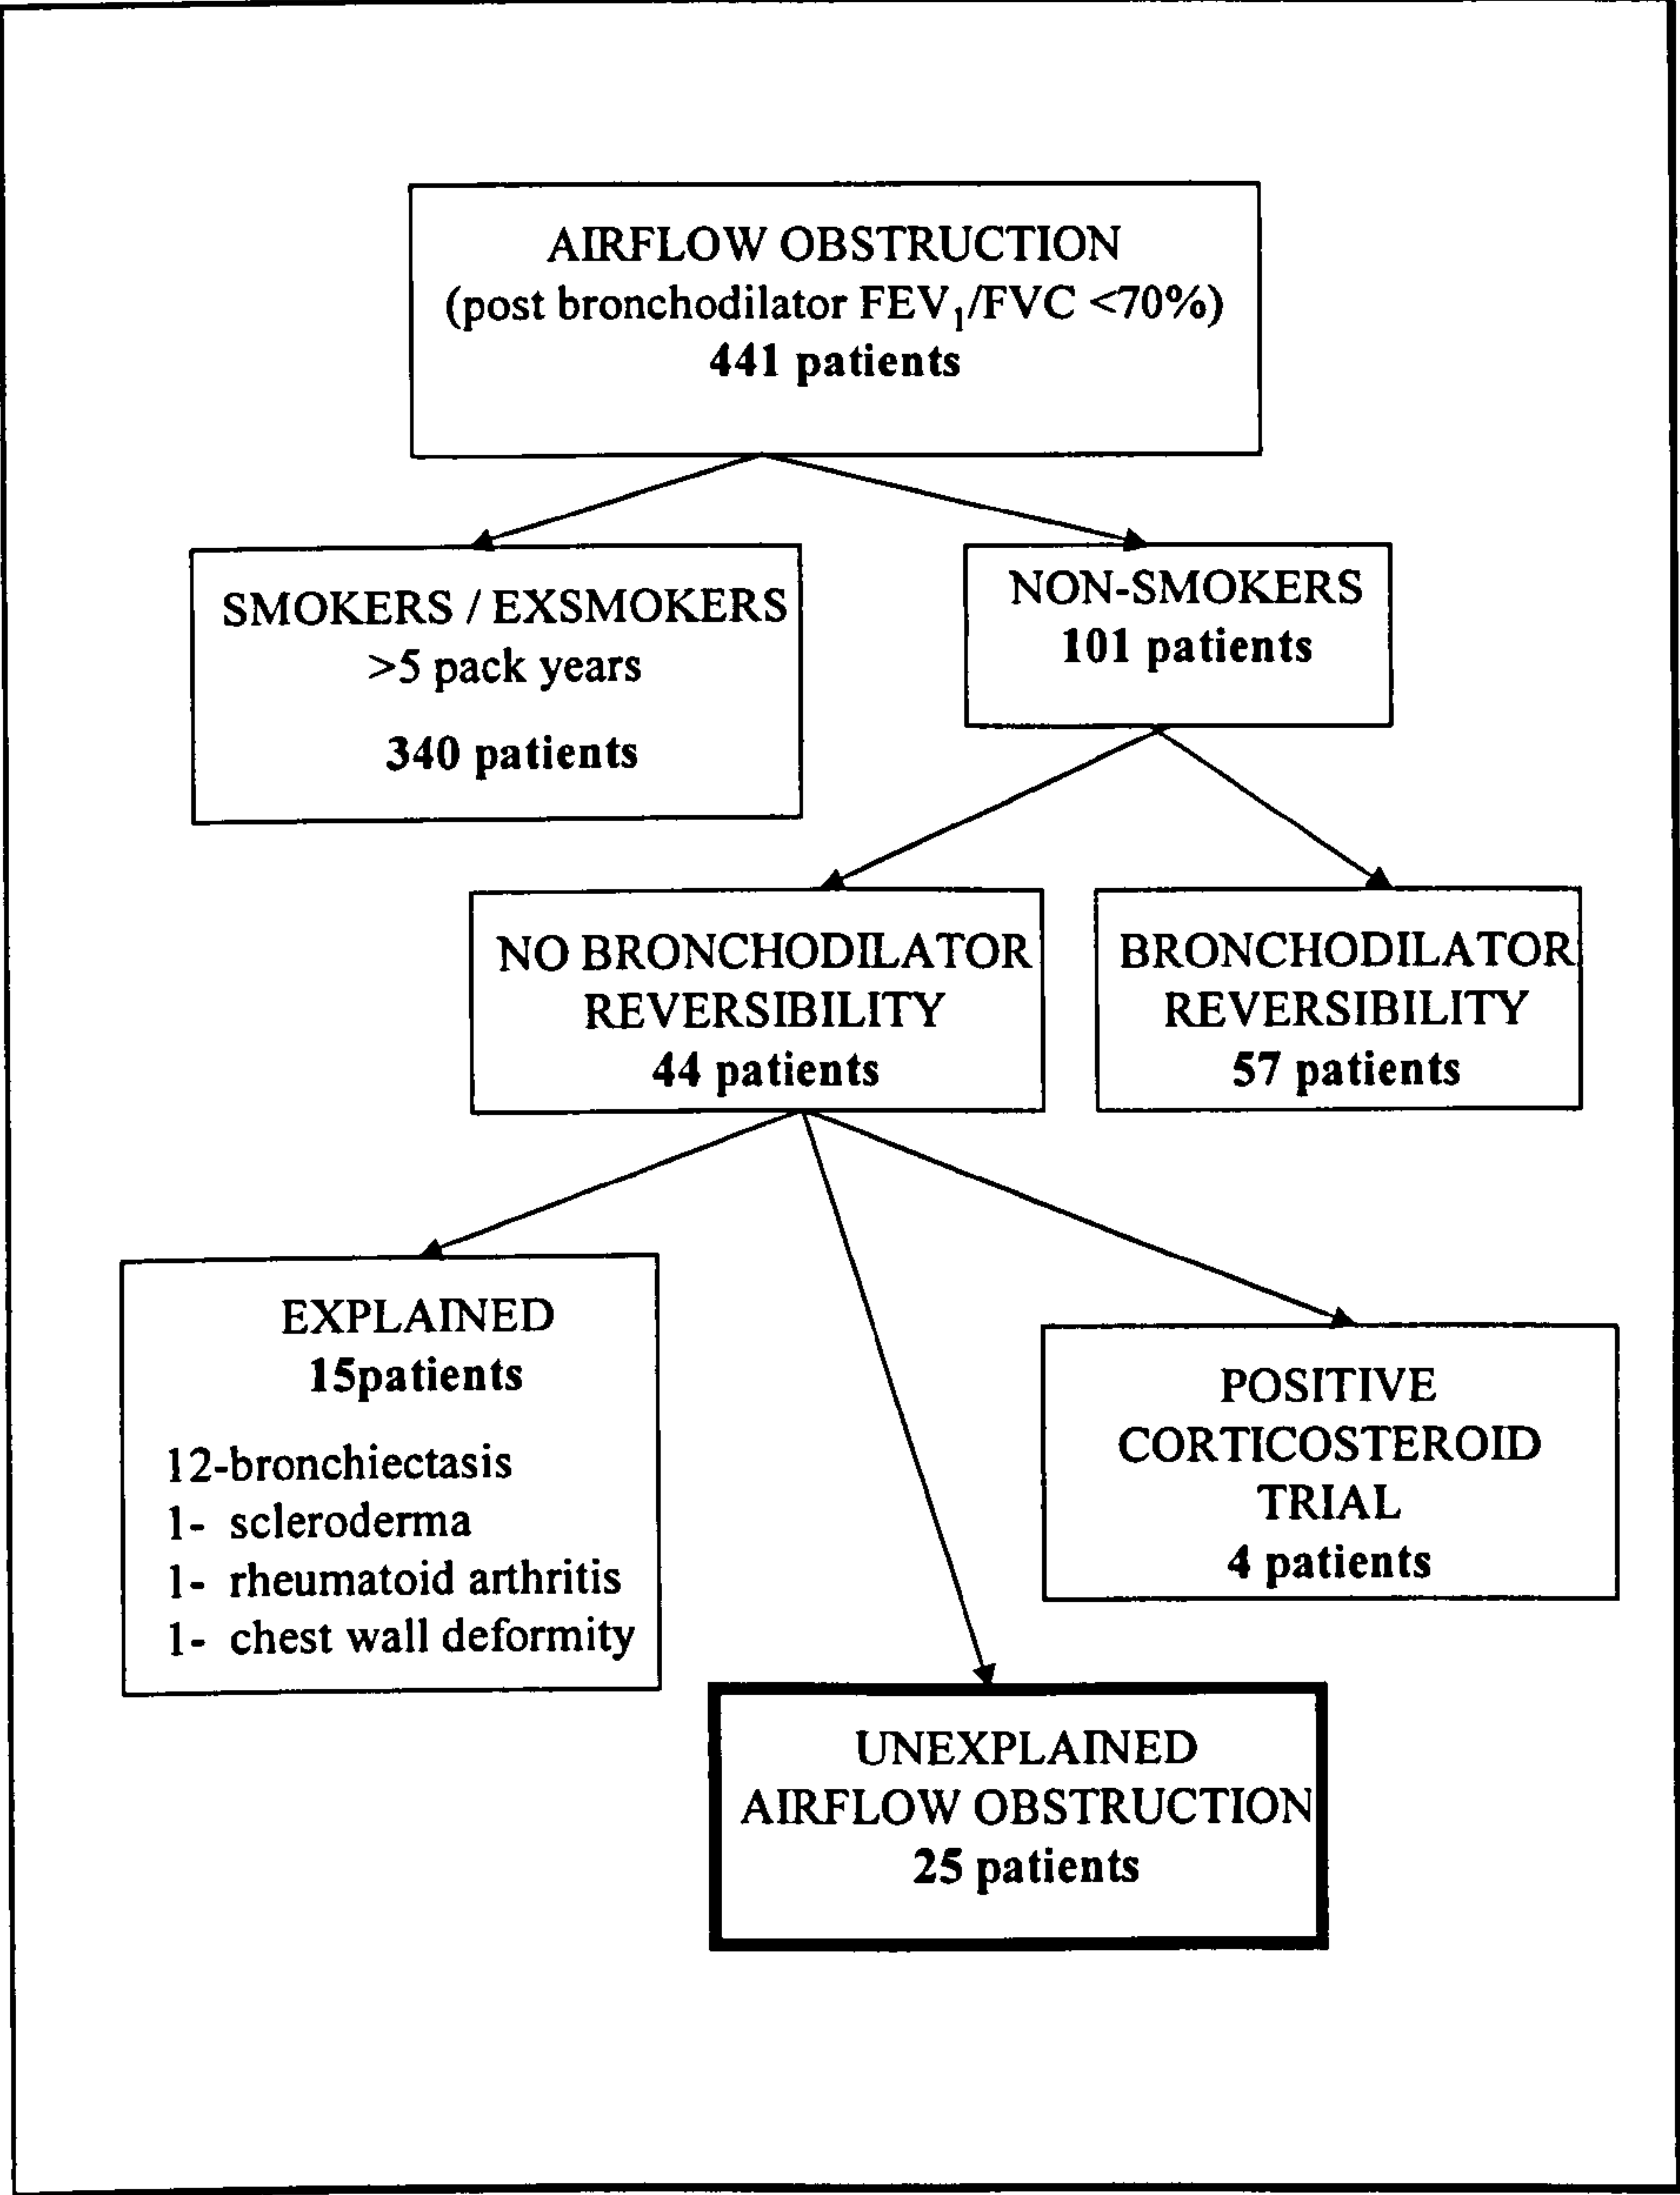 AIRFLOW OBSTRUCTION
(post bronchodilator FEV₁/FVC <70%)
441 patients
SMOKERS / EXSMOKERS
>5 pack years
340 patients
NON-SMOKERS
101 patients
NO BRONCHODILATOR
REVERSIBILITY
44 patients
BRONCHODILATOR
REVERSIBILITY
57 patients
EXPLAINED
15patients
12-bronchiectasis
1- scleroderma
1- rheumatoid arthritis
1- chest wall deformity
POSITIVE
CORTICOSTEROID
TRIAL
4 patients
UNEXPLAINED
AIRFLOW OBSTRUCTION
25 patients